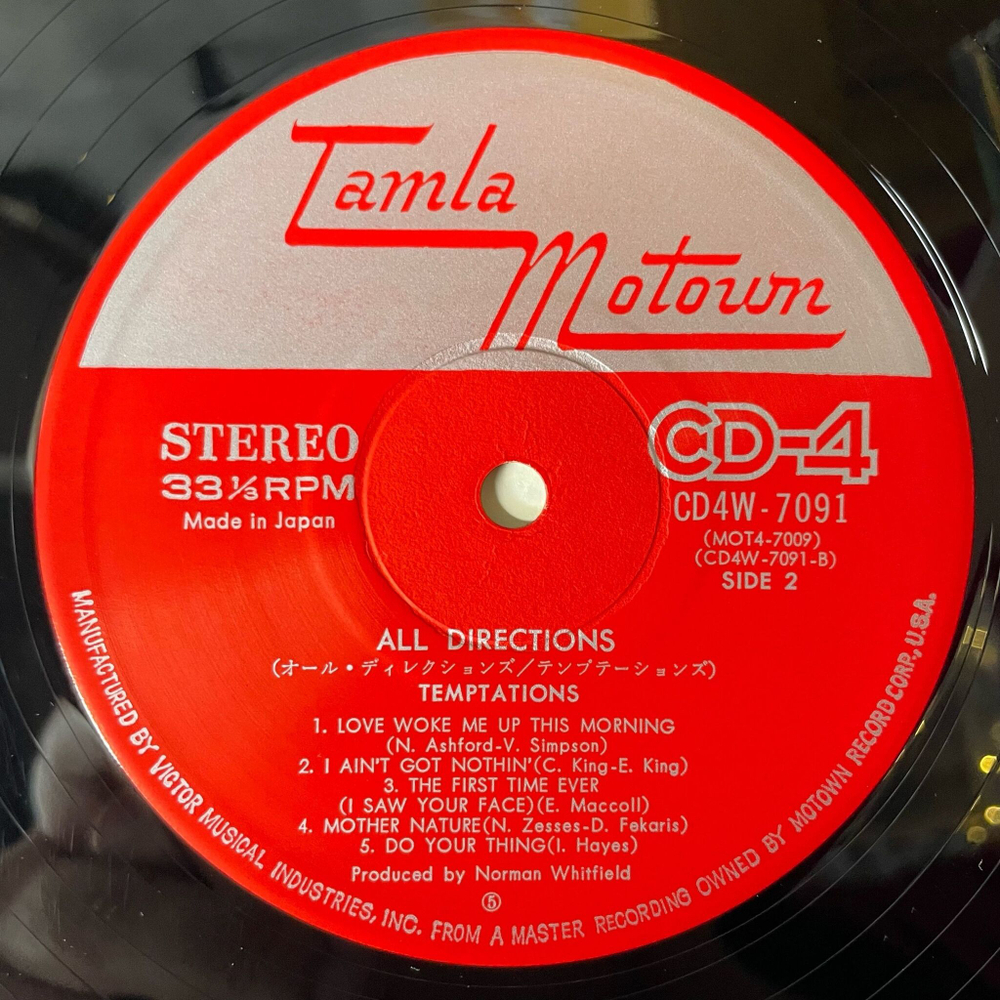 Tamla
Motown
STEREO
33⅓RPM
Made in Japan
CD-4
CD4W-7091
(MOT4-7009)
(CD4W-7091-B)
SIDE 2
ALL DIRECTIONS
(オール・ディレクションズ/テンプテーションズ)
TEMPTATIONS
1. LOVE WOKE ME UP THIS MORNING
(N. Ashford-V. Simpson)
2. I AIN'T GOT NOTHIN'(C. King-E. King)
3. THE FIRST TIME EVER
(I SAW YOUR FACE)(E. Maccoll)
4. MOTHER NATURE(N. Zesses-D. Fekaris)
5. DO YOUR THING(I. Hayes)
Produced by Norman Whitfield
⑤
MANUFACTURED BY VICTOR MUSICAL INDUSTRIES, INC. FROM A MASTER RECORDING OWNED BY MOTOWN RECORD CORP., U.S.A.